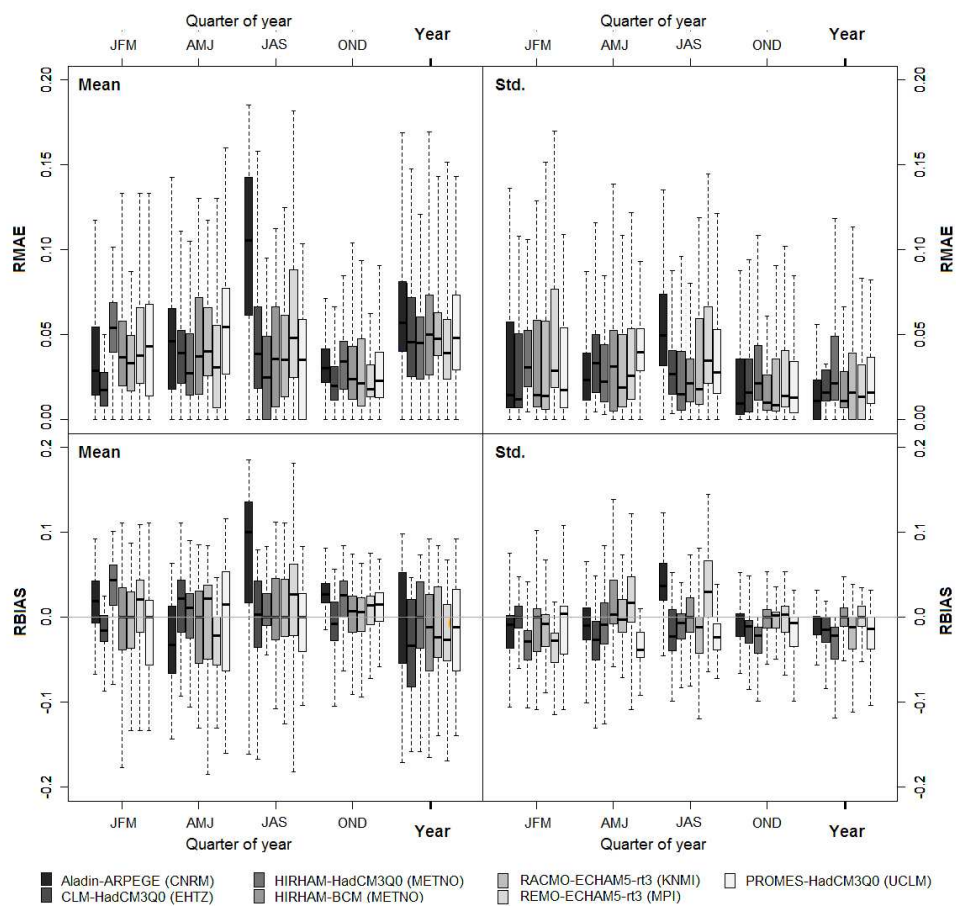 Quarter of year
Year
Quarter of year
Year
JFM AMJ JAS OND
JFM AMJ JAS OND
Mean
Std.
0.20
0.15
0.10
0.05
0.00
RMAE
0.20
0.15
0.10
0.05
0.00
RMAE
Mean
Std.
0.2
0.1
0.0
-0.1
-0.2
RBIAS
0.2
0.1
0.0
-0.1
-0.2
RBIAS
JFM AMJ JAS OND Year
JFM AMJ JAS OND Year
Quarter of year
Quarter of year
Aladin-ARPEGE (CNRM)
CLM-HadCM3Q0 (EHTZ)
HIRHAM-HadCM3Q0 (METNO)
HIRHAM-BCM (METNO)
RACMO-ECHAM5-rt3 (KNMI)
REMO-ECHAM5-rt3 (MPI)
PROMES-HadCM3Q0 (UCLM)